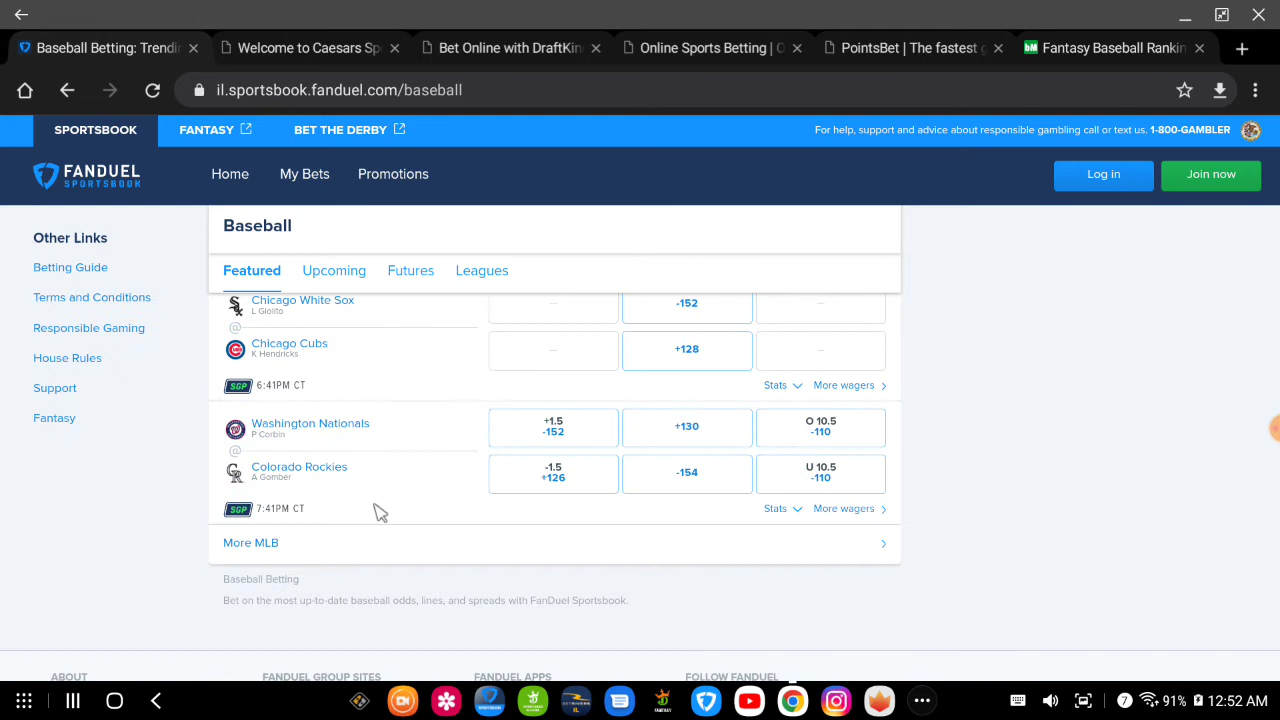 Baseball Betting: Trendin
Welcome to Caesars Sp
Bet Online with DraftKin
Online Sports Betting | O
PointsBet | The fastest g
bM Fantasy Baseball Rankin
il.sportsbook.fanduel.com/baseball
SPORTSBOOK
FANTASY
BET THE DERBY
For help, support and advice about responsible gambling call or text us. 1-800-GAMBLER
FANDUEL
SPORTSBOOK
Home
My Bets
Promotions
Log in
Join now
Other Links
Betting Guide
Terms and Conditions
Responsible Gaming
House Rules
Support
Fantasy
Baseball
Featured
Upcoming
Futures
Leagues
Chicago White Sox
L Giolito
—
-152
—
@
Chicago Cubs
K Hendricks
—
+128
—
SGP 6:41PM CT
Stats
More wagers
Washington Nationals
P Corbin
+1.5
-152
+130
O 10.5
-110
@
Colorado Rockies
A Gomber
-1.5
+126
-154
U 10.5
-110
SGP 7:41PM CT
Stats
More wagers
More MLB
Baseball Betting
Bet on the most up-to-date baseball odds, lines, and spreads with FanDuel Sportsbook.
ABOUT
FANDUEL GROUP SITES
FANDUEL APPS
FOLLOW FANDUEL
7
91%
12:52 AM